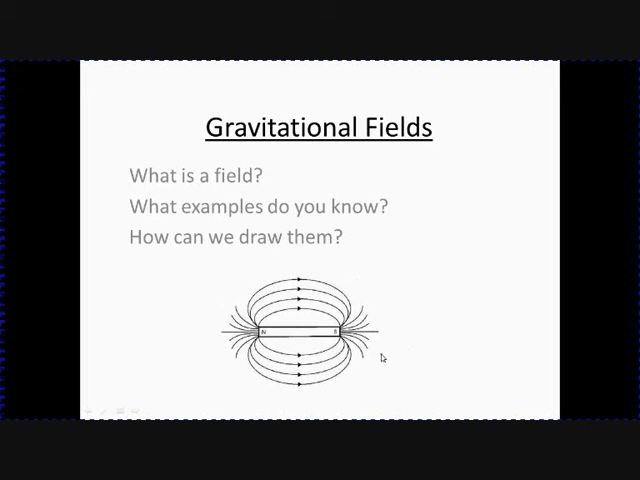 Gravitational Fields
What is a field?
What examples do you know?
How can we draw them?
N S